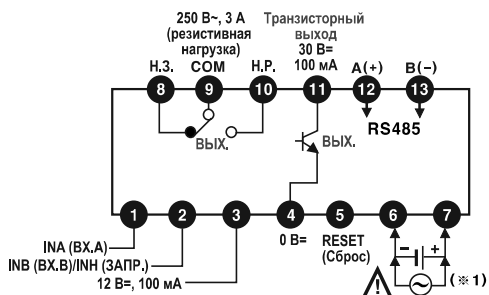 250 В~, 3 А
(резистивная
нагрузка)
Н.З. COM Н.Р.
Транзисторный
выход
30 В=
100 мА
A(+) B(−)
8 9 10 11 12 13
RS485
ВЫХ.
ВЫХ.
1 2 3 4 5 6 7
INA (ВХ.А)
INB (ВХ.В)/INH (ЗАПР.)
12 В=, 100 мА
0 В=
RESET
(Сброс)
− +
(※1)